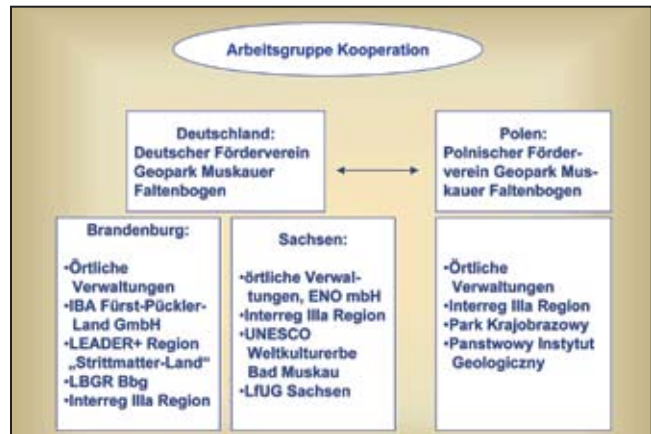 Arbeitsgruppe Kooperation
Deutschland:
Deutscher Förderverein
Geopark Muskauer
Faltenbogen
Polen:
Polnischer Förder-
verein Geopark Mus-
kauer Faltenbogen
Brandenburg:
•Örtliche
Verwaltungen
•IBA Fürst-Pückler-
Land GmbH
•LEADER+ Region
„Strittmatter-Land“
•LBGR Bbg
•Interreg IIIa Region
Sachsen:
•örtliche Verwal-
tungen, ENO mbH
•Interreg IIIa Region
•UNESCO
Weltkulturerbe
Bad Muskau
•LfUG Sachsen
•Örtliche
Verwaltungen
•Interreg IIIa Region
•Park Krajobrazowy
•Panstwowy Instytut
Geologiczny